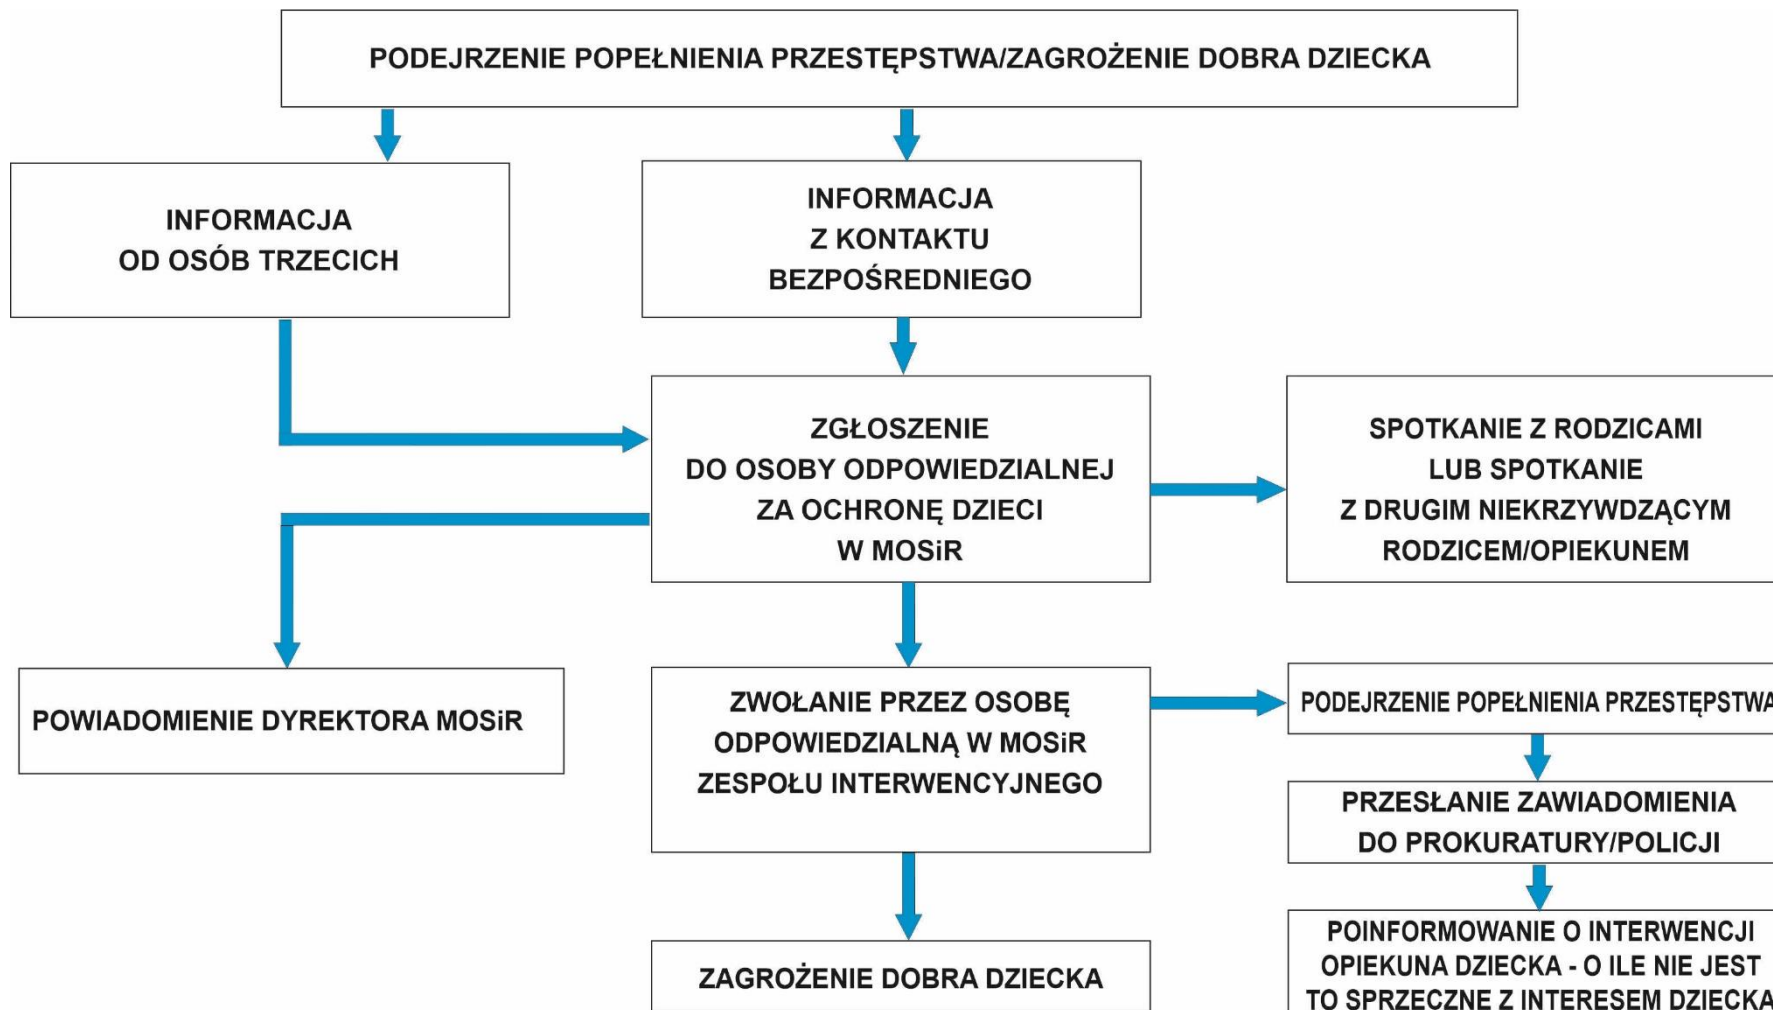 PODEJRZENIE POPEŁNIENIA PRZESTĘPSTWA/ZAGROŻENIE DOBRA DZIECKA
INFORMACJA
OD OSÓB TRZECICH
INFORMACJA
Z KONTAKTU
BEZPOŚREDNIEGO
ZGŁOSZENIE
DO OSOBY ODPOWIEDZIALNEJ
ZA OCHRONĘ DZIECI
W MOSiR
SPOTKANIE Z RODZICAMI
LUB SPOTKANIE
Z DRUGIM NIEKRZYWDZĄCYM
RODZICEM/OPIEKUNEM
POWIADOMIENIE DYREKTORA MOSiR
ZWOŁANIE PRZEZ OSOBĘ
ODPOWIEDZIALNĄ W MOSiR
ZESPOŁU INTERWENCYJNEGO
PODEJRZENIE POPEŁNIENIA PRZESTĘPSTWA
PRZESŁANIE ZAWIADOMIENIA
DO PROKURATURY/POLICJI
ZAGROŻENIE DOBRA DZIECKA
POINFORMOWANIE O INTERWENCJI
OPIEKUNA DZIECKA - O ILE NIE JEST
TO SPRZECZNE Z INTERESEM DZIECKA